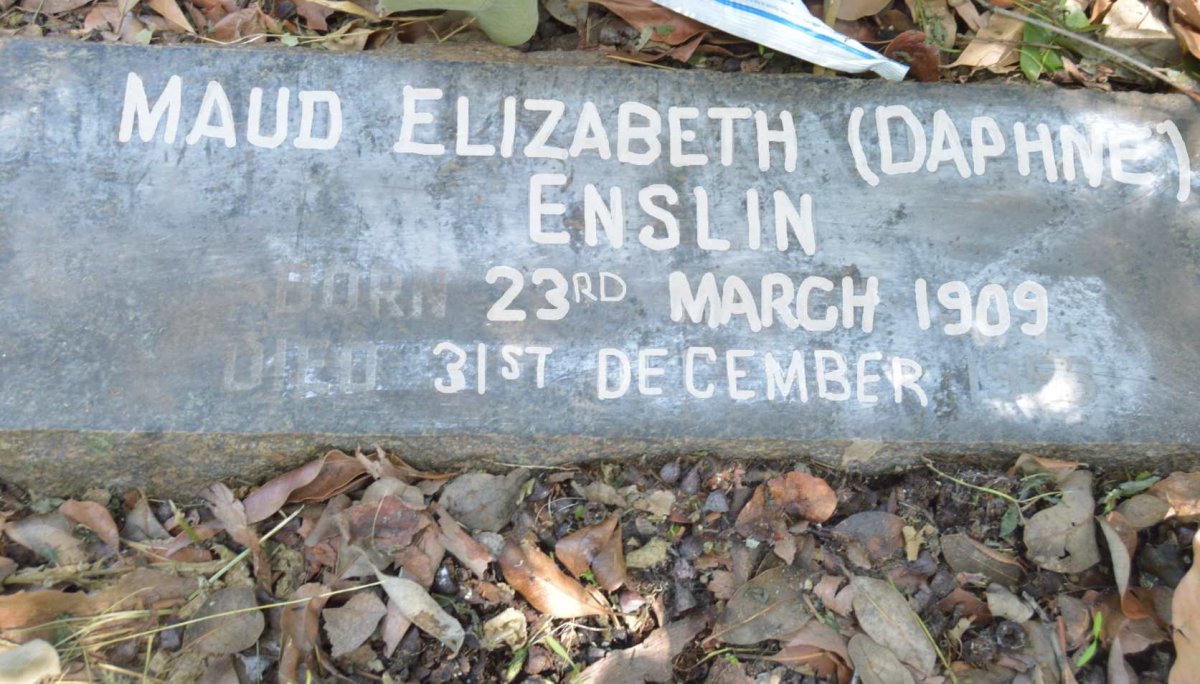 MAUD ELIZABETH (DAPHNE)
ENSLIN
BORN 23RD MARCH 1909
DIED 31ST DECEMBER